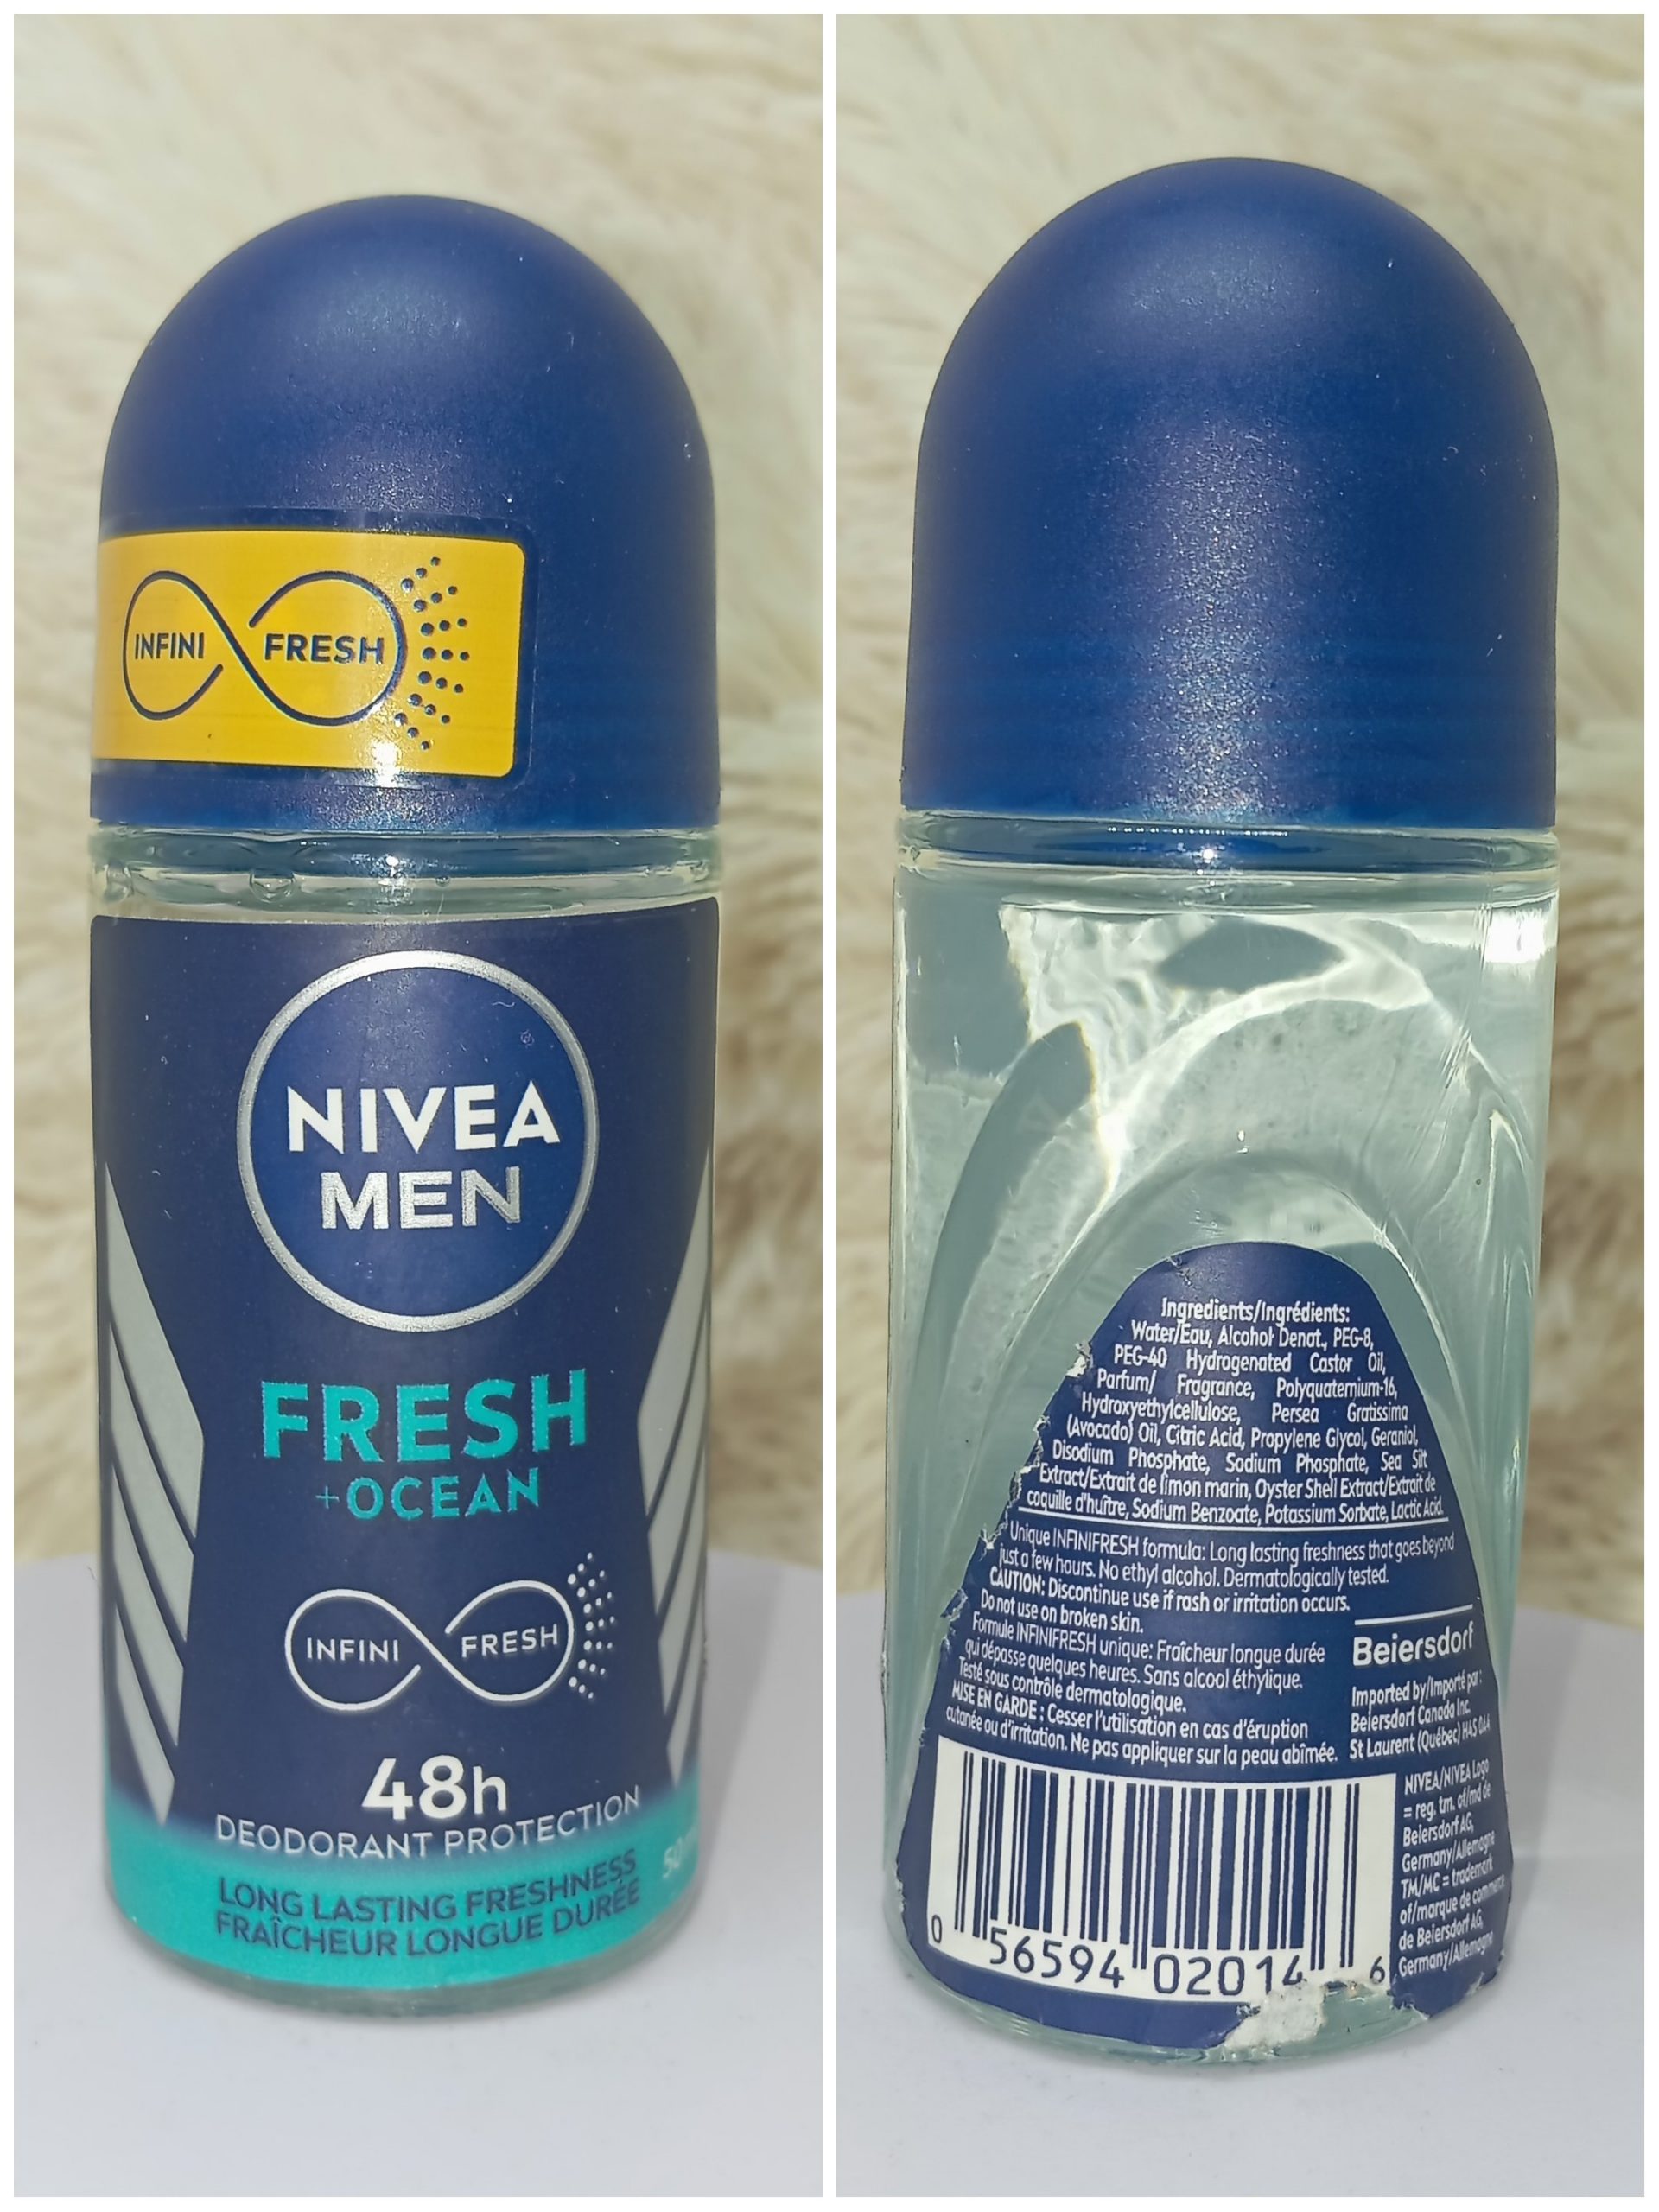 INFINI FRESH
NIVEA
MEN
FRESH
+OCEAN
INFINI FRESH
48h
DEODORANT PROTECTION
LONG LASTING FRESHNESS
FRAÎCHEUR LONGUE DURÉE
Ingredients/Ingrédients:
Water/Eau, Alcohol Denat., PEG-8,
PEG-40 Hydrogenated Castor Oil,
Parfum/ Fragrance, Polyquaternium-16,
Hydroxyethylcellulose, Persea Gratissima
(Avocado) Oil, Citric Acid, Propylene Glycol, Geraniol,
Disodium Phosphate, Sodium Phosphate, Sea Silt
Extract/Extrait de limon marin, Oyster Shell Extract/Extrait de
coquille d'huître, Sodium Benzoate, Potassium Sorbate, Lactic Acid.
Unique INFINIFRESH formula: Long lasting freshness that goes beyond
just a few hours. No ethyl alcohol. Dermatologically tested.
CAUTION: Discontinue use if rash or irritation occurs.
Do not use on broken skin.
Formule INFINIFRESH unique: Fraîcheur longue durée
qui dépasse quelques heures. Sans alcool éthylique.
Testé sous contrôle dermatologique.
MISE EN GARDE : Cesser l'utilisation en cas d'éruption
cutanée ou d'irritation. Ne pas appliquer sur la peau abîmée.
Beiersdorf
Imported by/Importé par :
Beiersdorf Canada Inc.
St Laurent (Québec) H4S 0A4
NIVEA/NIVEA Logo
= reg. tm. of/md de
Beiersdorf AG,
Germany/Allemagne
TM/MC = trademark
of/marque de commerce
de Beiersdorf AG,
Germany/Allemagne
0 56594 02014 6